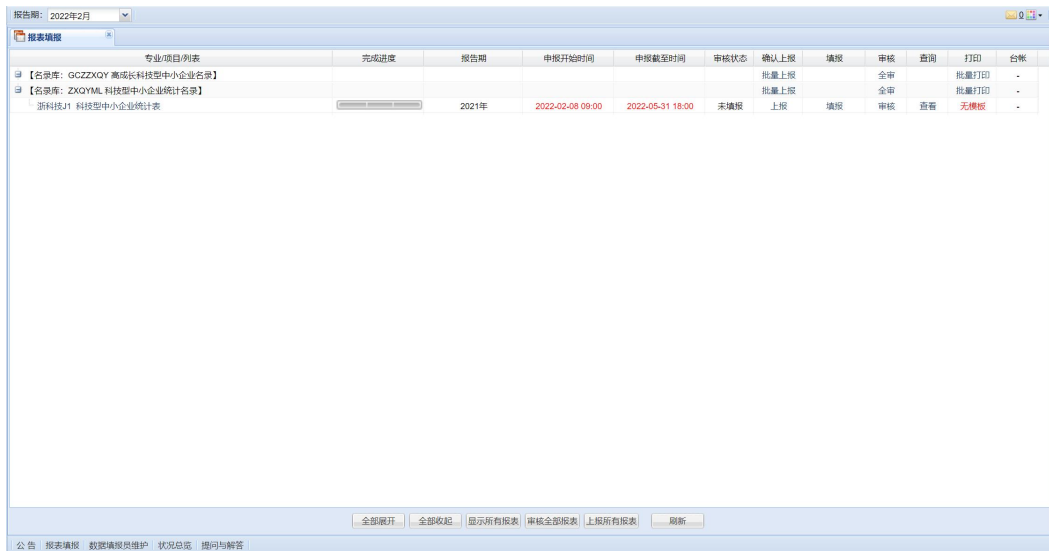 报告期: 2022年2月 0
报表填报
专业/项目/列表 完成进度 报告期 申报开始时间 申报截至时间 审核状态 确认上报 填报 审核 查询 打印 台帐
【名录库：GCZZXQY 高成长科技型中小企业名录】 批量上报 全审 批量打印 -
【名录库：ZXQYML 科技型中小企业统计名录】 批量上报 全审 批量打印 -
浙科技J1 科技型中小企业统计表 2021年 2022-02-08 09:00 2022-05-31 18:00 未填报 上报 填报 审核 查看 无模板 -
全部展开 全部收起 显示所有报表 审核全部报表 上报所有报表 刷新
公 告 报表填报 数据填报员维护 状况总览 提问与解答